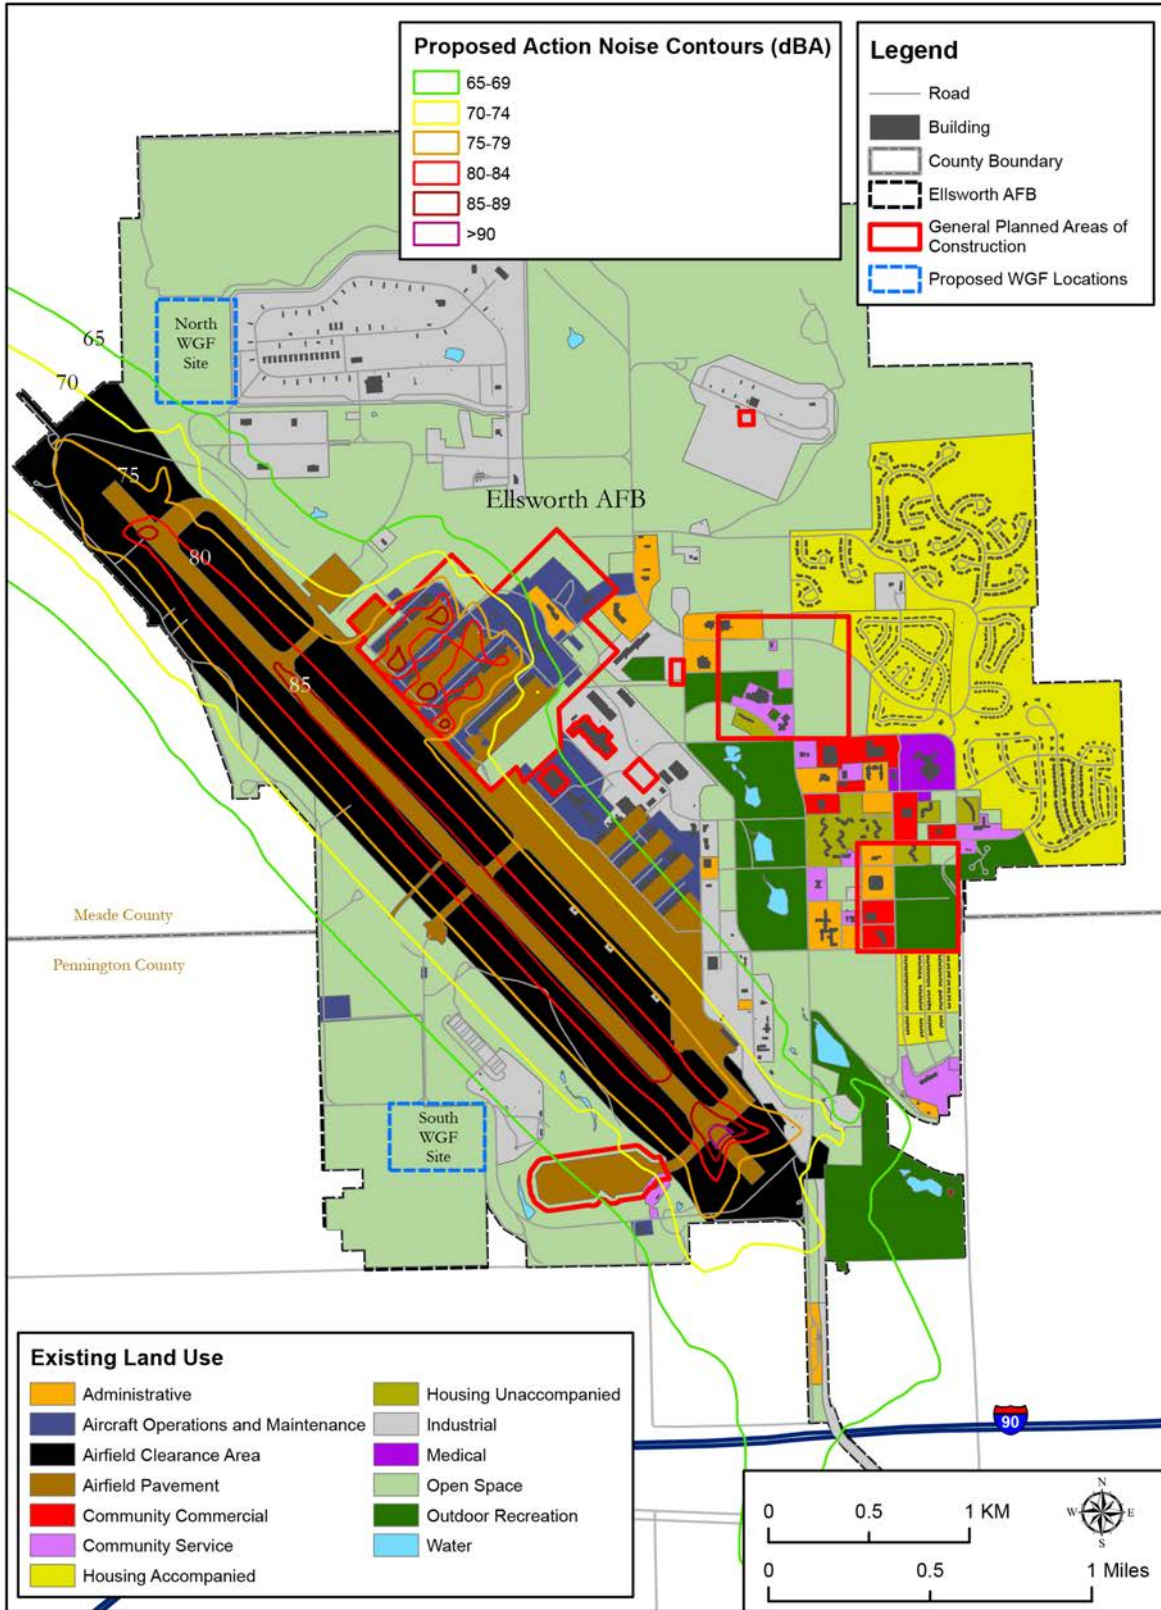 Proposed Action Noise Contours (dBA)
65-69
70-74
75-79
80-84
85-89
>90
Legend
Road
Building
County Boundary
Ellsworth AFB
General Planned Areas of
Construction
Proposed WGF Locations
North
WGF
Site
65
70
75
80
85
Ellsworth AFB
Meade County
Pennington County
South
WGF
Site
Existing Land Use
Administrative
Aircraft Operations and Maintenance
Airfield Clearance Area
Airfield Pavement
Community Commercial
Community Service
Housing Accompanied
Housing Unaccompanied
Industrial
Medical
Open Space
Outdoor Recreation
Water
90
0 0.5 1 KM
N
W E
S
0 0.5 1 Miles